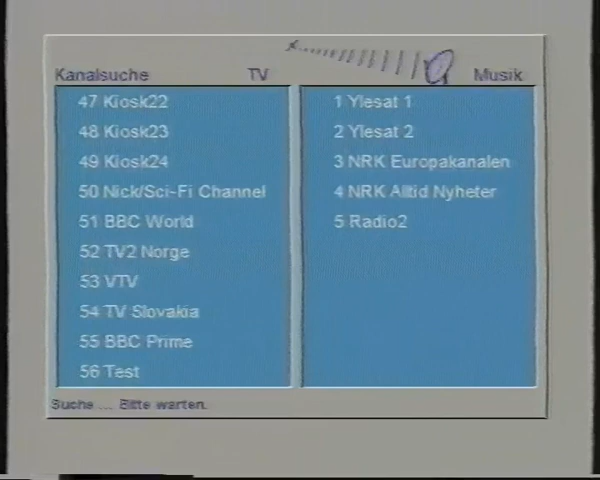 Kanalsuche TV Musik
47 Kiosk22
48 Kiosk23
49 Kiosk24
50 Nick/Sci-Fi Channel
51 BBC World
52 TV2 Norge
53 VTV
54 TV Slovakia
55 BBC Prime
56 Test
1 Ylesat 1
2 Ylesat 2
3 NRK Europakanalen
4 NRK Alltid Nyheter
5 Radio2
Suche ... Bitte warten.